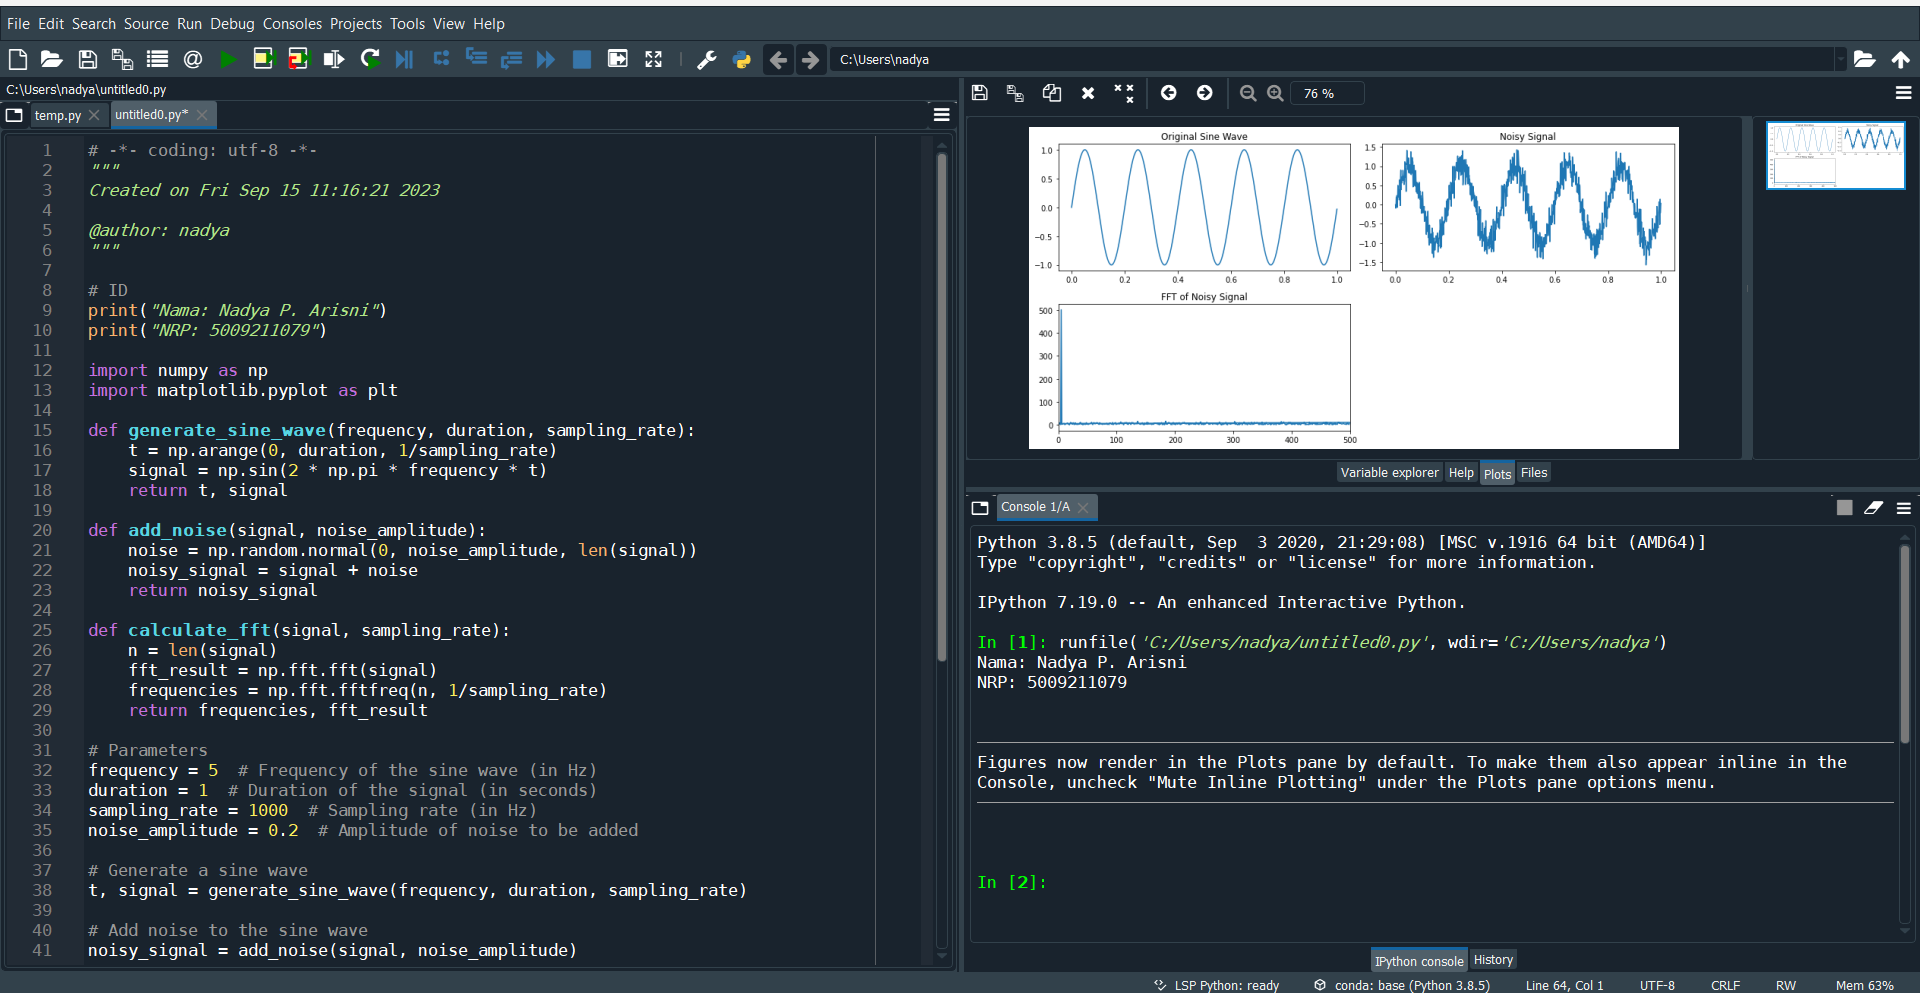 File Edit Search Source Run Debug Consoles Projects Tools View Help
C:\Users\nadya
C:\Users\nadya\untitled0.py
temp.py
untitled0.py*
1 # -*- coding: utf-8 -*-
2 """
3 Created on Fri Sep 15 11:16:21 2023
4
5 @author: nadya
6 """
7
8 # ID
9 print("Nama: Nadya P. Arisni")
10 print("NRP: 5009211079")
11
12 import numpy as np
13 import matplotlib.pyplot as plt
14
15 def generate_sine_wave(frequency, duration, sampling_rate):
16 t = np.arange(0, duration, 1/sampling_rate)
17 signal = np.sin(2 * np.pi * frequency * t)
18 return t, signal
19
20 def add_noise(signal, noise_amplitude):
21 noise = np.random.normal(0, noise_amplitude, len(signal))
22 noisy_signal = signal + noise
23 return noisy_signal
24
25 def calculate_fft(signal, sampling_rate):
26 n = len(signal)
27 fft_result = np.fft.fft(signal)
28 frequencies = np.fft.fftfreq(n, 1/sampling_rate)
29 return frequencies, fft_result
30
31 # Parameters
32 frequency = 5  # Frequency of the sine wave (in Hz)
33 duration = 1  # Duration of the signal (in seconds)
34 sampling_rate = 1000  # Sampling rate (in Hz)
35 noise_amplitude = 0.2  # Amplitude of noise to be added
36
37 # Generate a sine wave
38 t, signal = generate_sine_wave(frequency, duration, sampling_rate)
39
40 # Add noise to the sine wave
41 noisy_signal = add_noise(signal, noise_amplitude)
76 %
Original Sine Wave
1.0
0.5
0.0
−0.5
−1.0
0.0 0.2 0.4 0.6 0.8 1.0
Noisy Signal
1.5
1.0
0.5
0.0
−0.5
−1.0
−1.5
0.0 0.2 0.4 0.6 0.8 1.0
FFT of Noisy Signal
500
400
300
200
100
0
0 100 200 300 400 500
Variable explorer Help Plots Files
Console 1/A
Python 3.8.5 (default, Sep  3 2020, 21:29:08) [MSC v.1916 64 bit (AMD64)]
Type "copyright", "credits" or "license" for more information.
IPython 7.19.0 -- An enhanced Interactive Python.
In [1]: runfile('C:/Users/nadya/untitled0.py', wdir='C:/Users/nadya')
Nama: Nadya P. Arisni
NRP: 5009211079
Figures now render in the Plots pane by default. To make them also appear inline in the
Console, uncheck "Mute Inline Plotting" under the Plots pane options menu.
In [2]:
IPython console History
LSP Python: ready conda: base (Python 3.8.5) Line 64, Col 1 UTF-8 CRLF RW Mem 63%